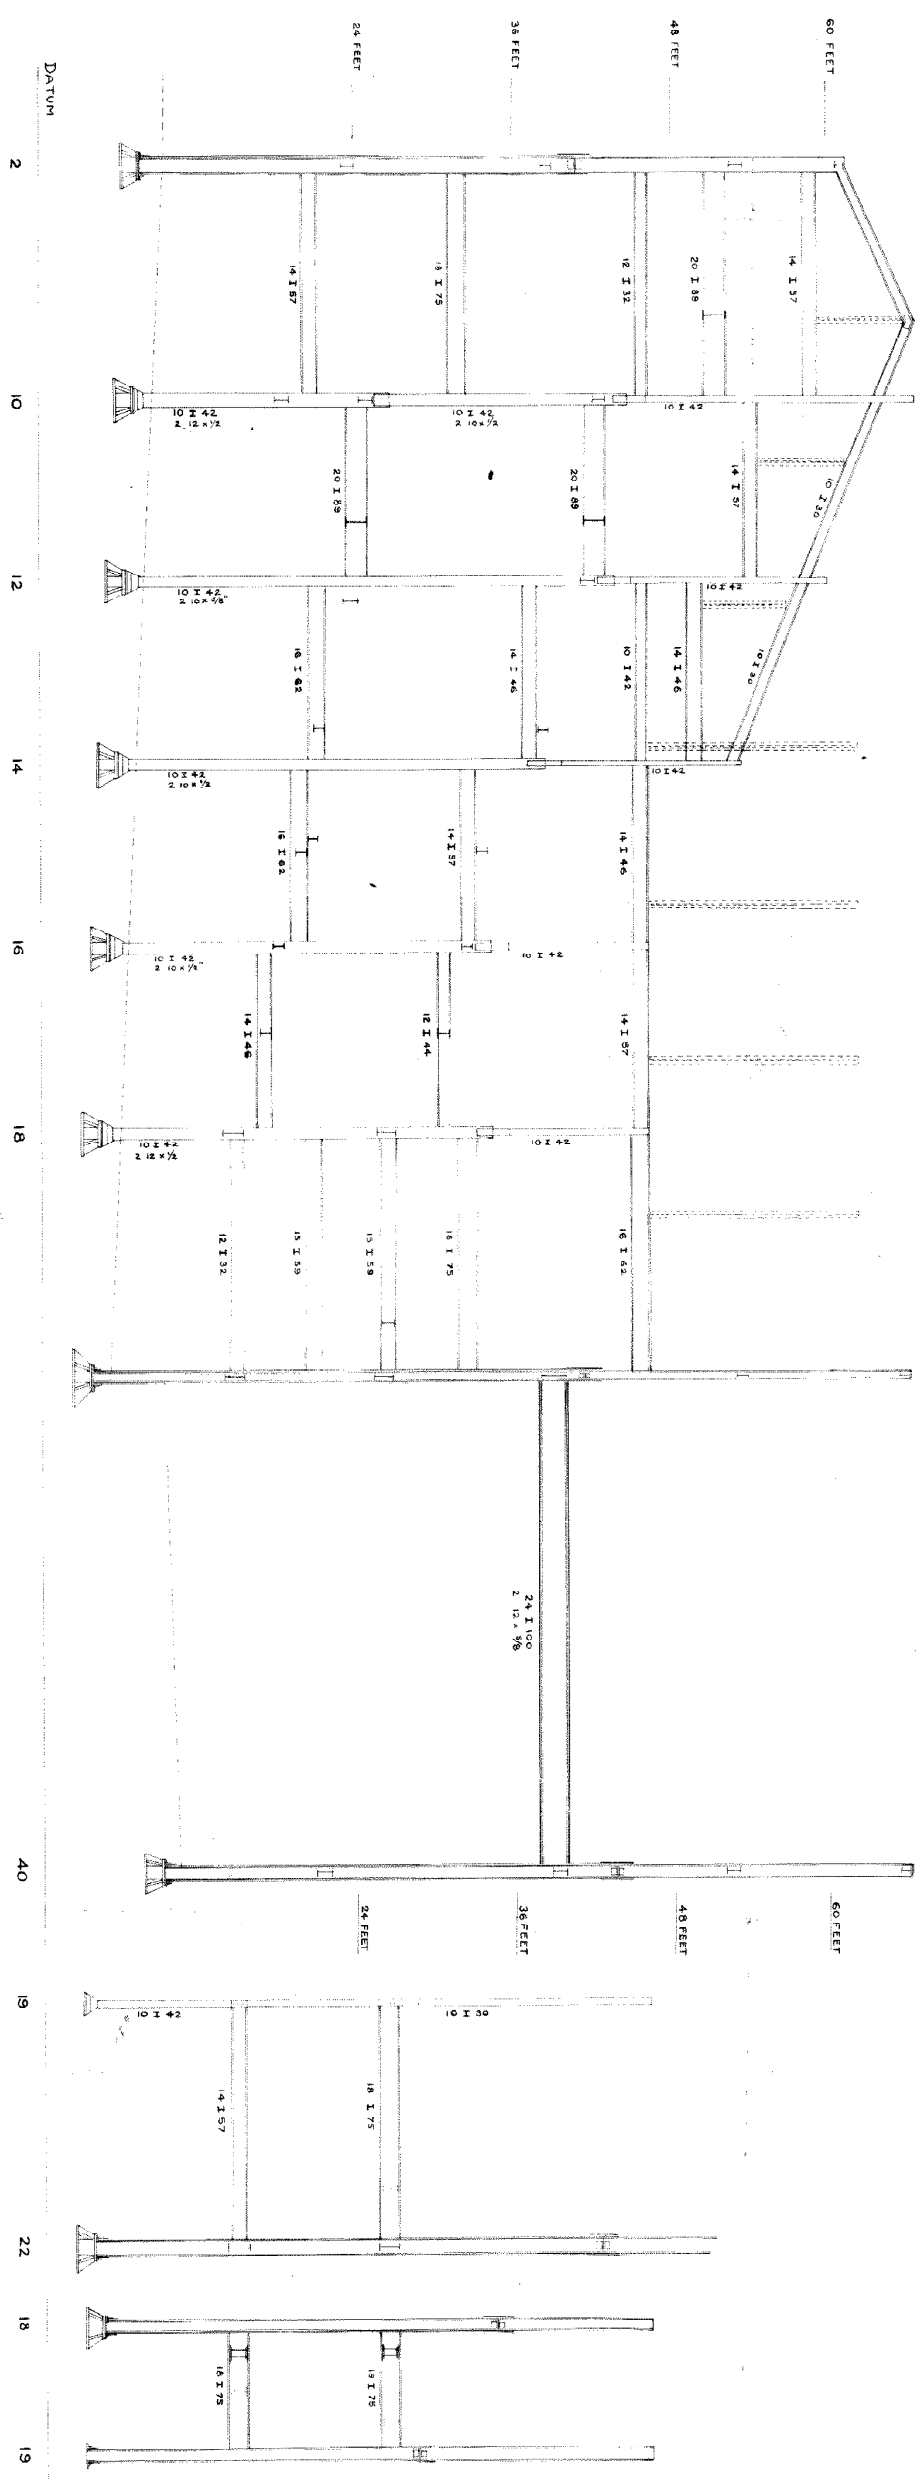 60 FEET
48 FEET
36 FEET
24 FEET
DATUM
14 I 57
20 I 89
12 I 32
18 I 75
14 I 57
10 I 42
10 I 42
2 10 x 1/2
10 I 42
2 12 x 1/2
10 I 30
14 I 57
20 I 89
20 I 89
10 I 42
10 I 42
2 10 x 5/8"
10 I 30
14 I 46
10 I 42
14 I 46
16 I 62
10 I 42
10 I 42
2 10 x 1/2
14 I 46
14 I 57
16 I 62
10 I 42
10 I 42
2 10 x 1/2"
14 I 57
12 I 44
14 I 46
10 I 42
10 I 42
2 12 x 1/2
16 I 62
18 I 75
15 I 59
15 I 59
12 I 32
24 I 100
2 12 x 5/8
60 FEET
48 FEET
36 FEET
24 FEET
10 I 30
10 I 42
18 I 75
14 I 57
19 I 75
18 I 75
2
10
12
14
16
18
40
19
22
18
19